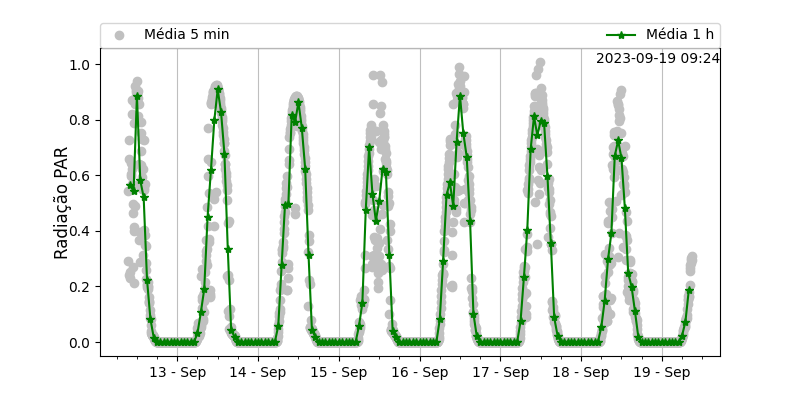 Média 5 min
Média 1 h
2023-09-19 09:24
Radiação PAR
1.0
0.8
0.6
0.4
0.2
0.0
13 - Sep
14 - Sep
15 - Sep
16 - Sep
17 - Sep
18 - Sep
19 - Sep